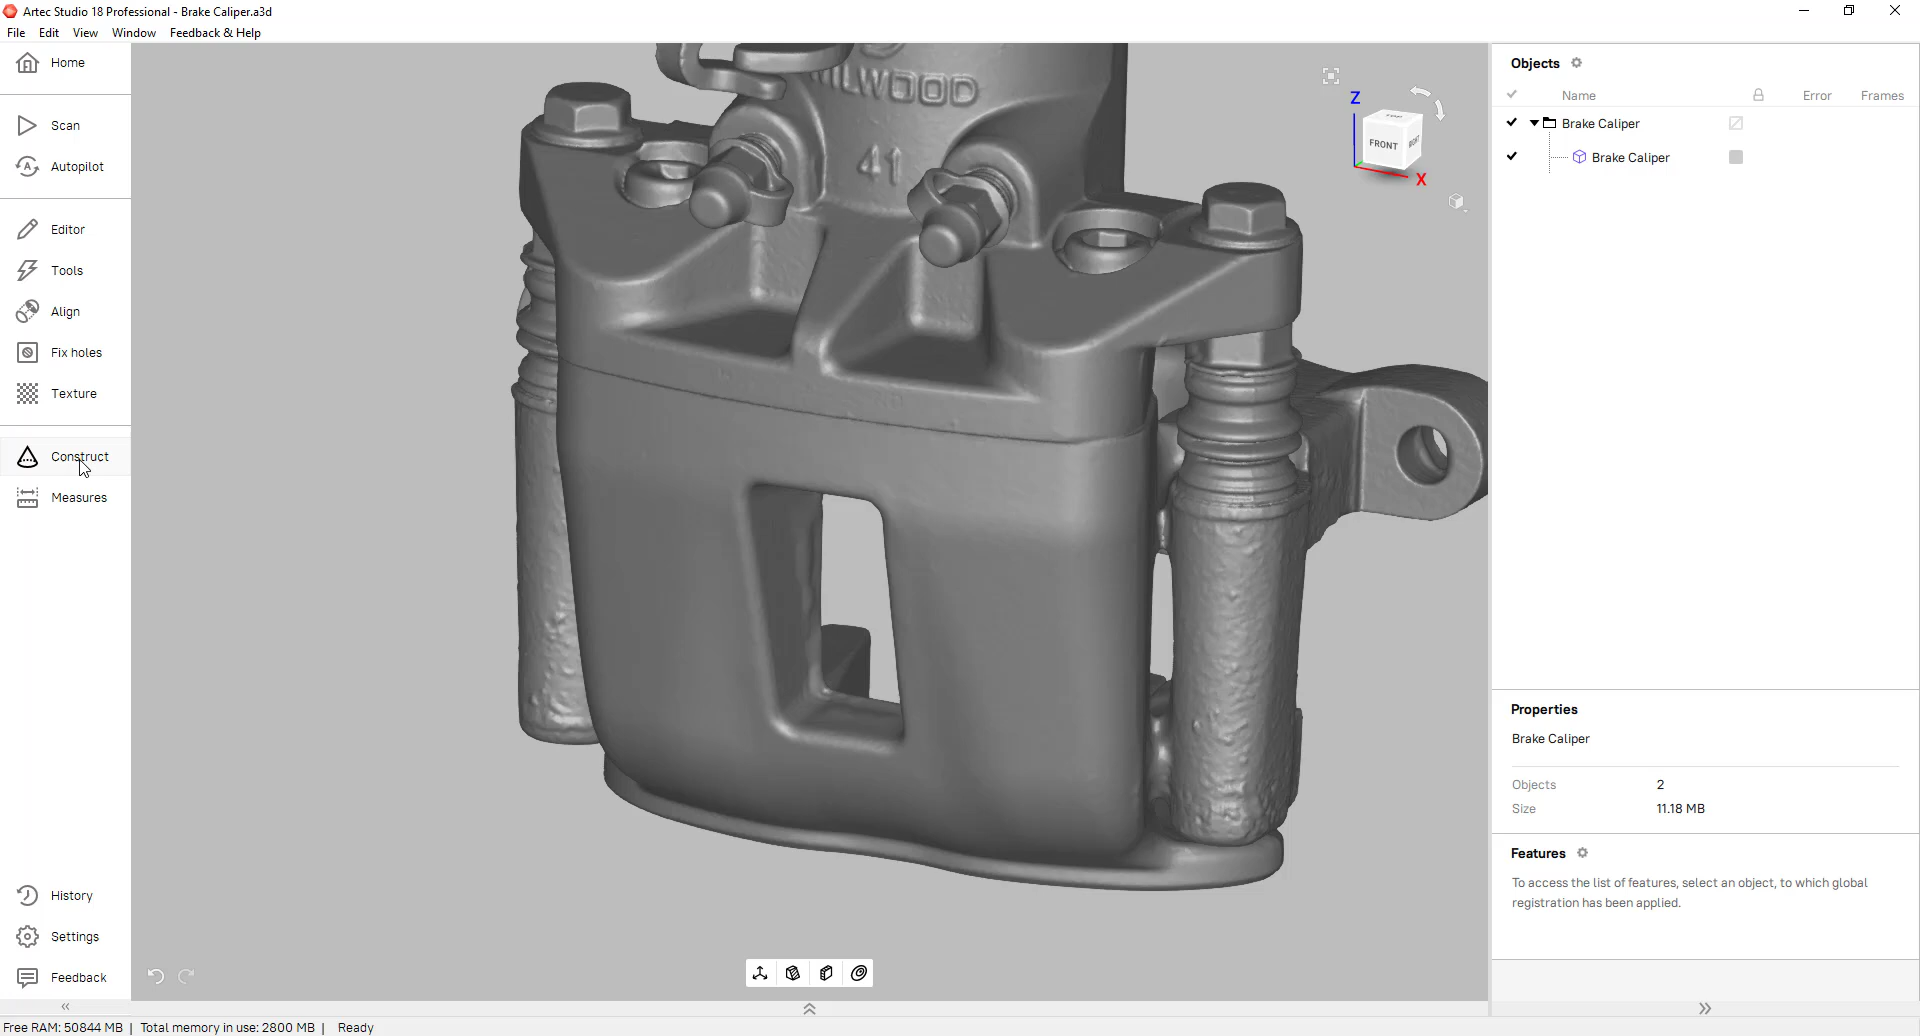 Artec Studio 18 Professional - Brake Caliper.a3d
File Edit View Window Feedback & Help
Home
Scan
Autopilot
Editor
Tools
Align
Fix holes
Texture
Construct
Measures
History
Settings
Feedback
ILWOOD
41
Z
TOP
FRONT
RIGHT
X
Objects
Name Error Frames
Brake Caliper
Brake Caliper
Properties
Brake Caliper
Objects 2
Size 11.18 MB
Features
To access the list of features, select an object, to which global
registration has been applied.
Free RAM: 50844 MB | Total memory in use: 2800 MB | Ready